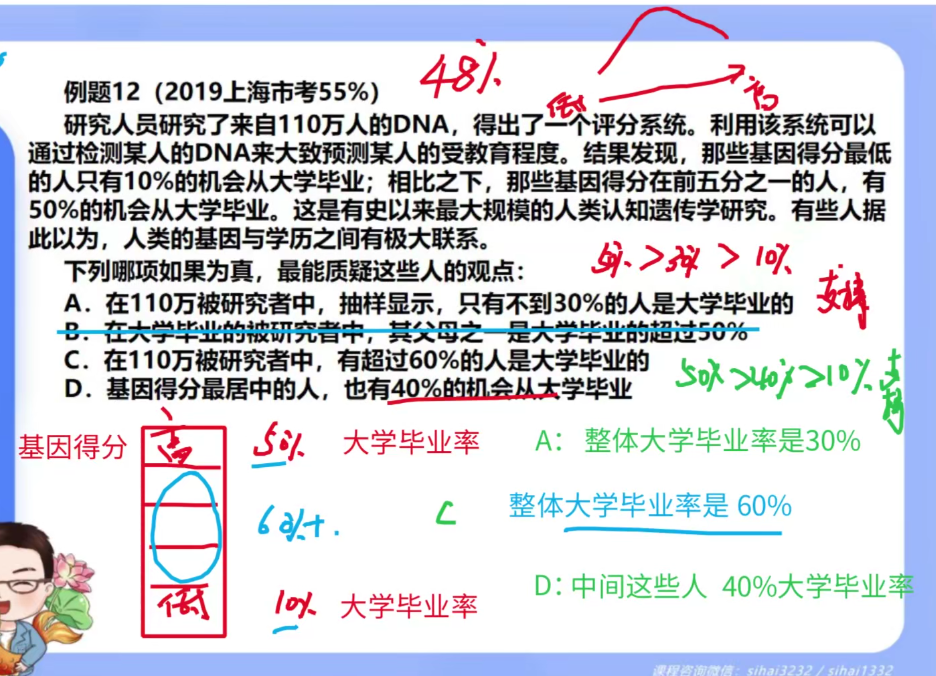 48%
例题12（2019上海市考55%）
低 高
研究人员研究了来自110万人的DNA，得出了一个评分系统。利用该系统可以
通过检测某人的DNA来大致预测某人的受教育程度。结果发现，那些基因得分最低
的人只有10%的机会从大学毕业；相比之下，那些基因得分在前五分之一的人，有
50%的机会从大学毕业。这是有史以来最大规模的人类认知遗传学研究。有些人据
此以为，人类的基因与学历之间有极大联系。
50%>30%>10%
下列哪项如果为真，最能质疑这些人的观点：
支持
A．在110万被研究者中，抽样显示，只有不到30%的人是大学毕业的
B．在大学毕业的被研究者中，其父母之一是大学毕业的超过50%
C．在110万被研究者中，有超过60%的人是大学毕业的
50%>40%>10% 支持
D．基因得分最居中的人，也有40%的机会从大学毕业
基因得分 高 50% 大学毕业率 A： 整体大学毕业率是30%
60%+. C 整体大学毕业率是 60%
D：中间这些人 40%大学毕业率
低 10% 大学毕业率
课程咨询微信：sihai3232 / sihai1332